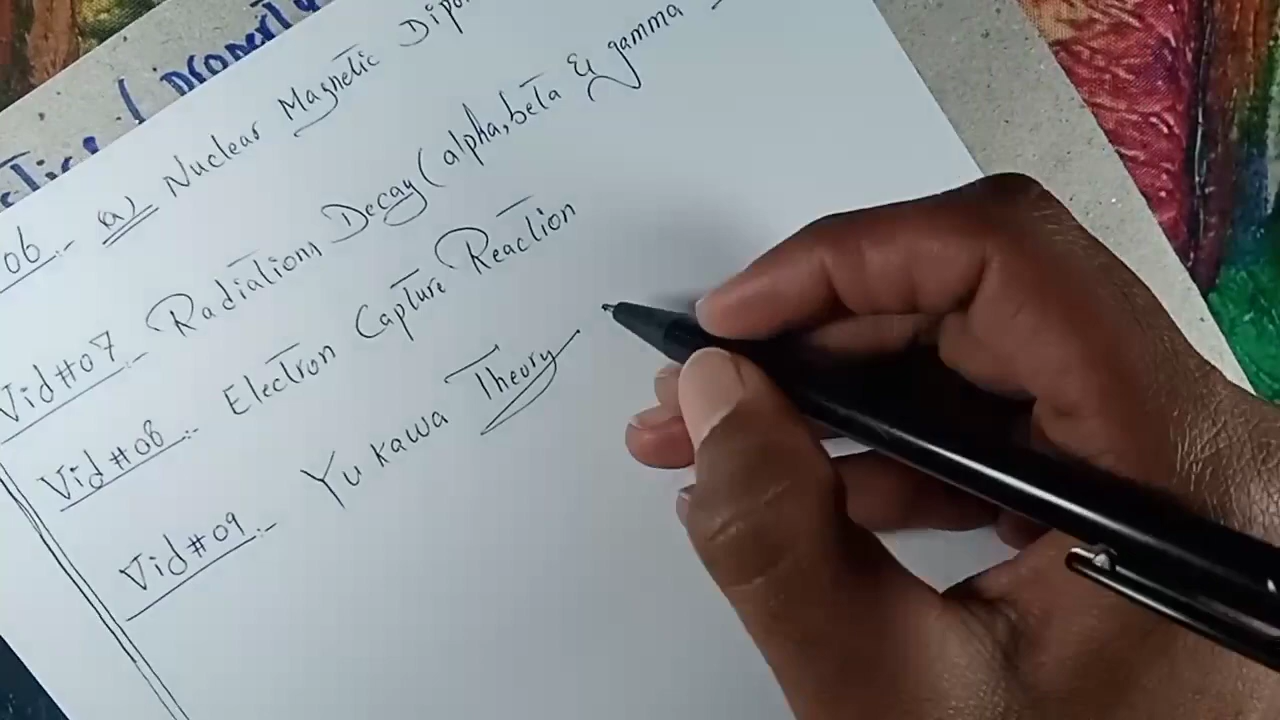 (propert
06:- (a) Nuclear Magnetic Dipo
Vid#07:- Radiations Decay (alpha, beta & gamma
Vid#08:- Electron Capture Reaction
Vid#09:- Yukawa Theory